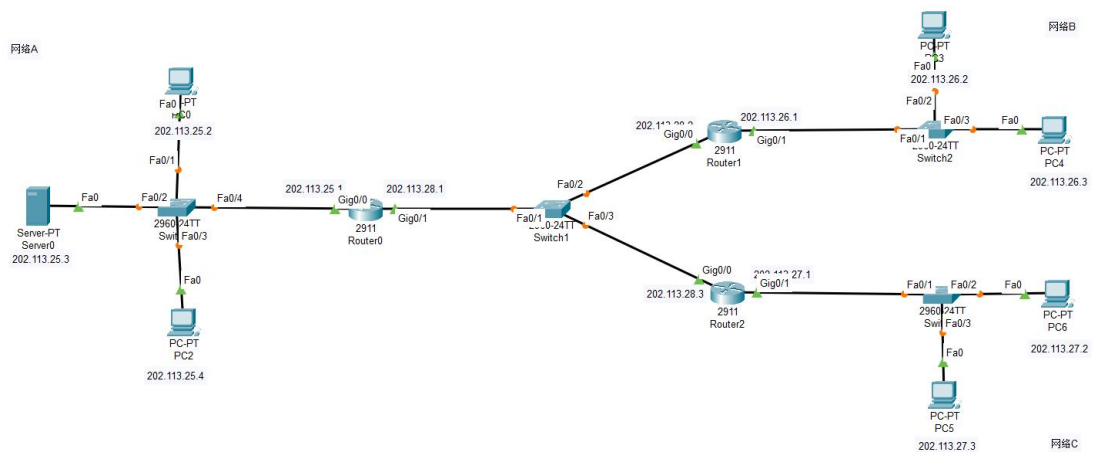 网络A
网络B
PC-PT
Fa0
202.113.26.2
Fa0/2
Fa0/1
Fa0/3
Fa0
Switch2
PC-PT
PC4
202.113.26.3
Fa0
202.113.25.2
Fa0/1
Fa0
Fa0/2
Fa0/4
Fa0/3
Server-PT
Server0
202.113.25.3
Fa0
PC-PT
PC2
202.113.25.4
202.113.25.1
202.113.28.1
Gig0/0
Gig0/1
2911
Router0
Fa0/1
Fa0/2
Fa0/3
Switch1
202.113.26.1
Gig0/0
Gig0/1
2911
Router1
Gig0/0
202.113.27.1
Gig0/1
202.113.28.3
2911
Router2
Fa0/1
Fa0/2
Fa0/3
Fa0
PC-PT
PC6
202.113.27.2
Fa0
PC-PT
PC5
202.113.27.3
网络C